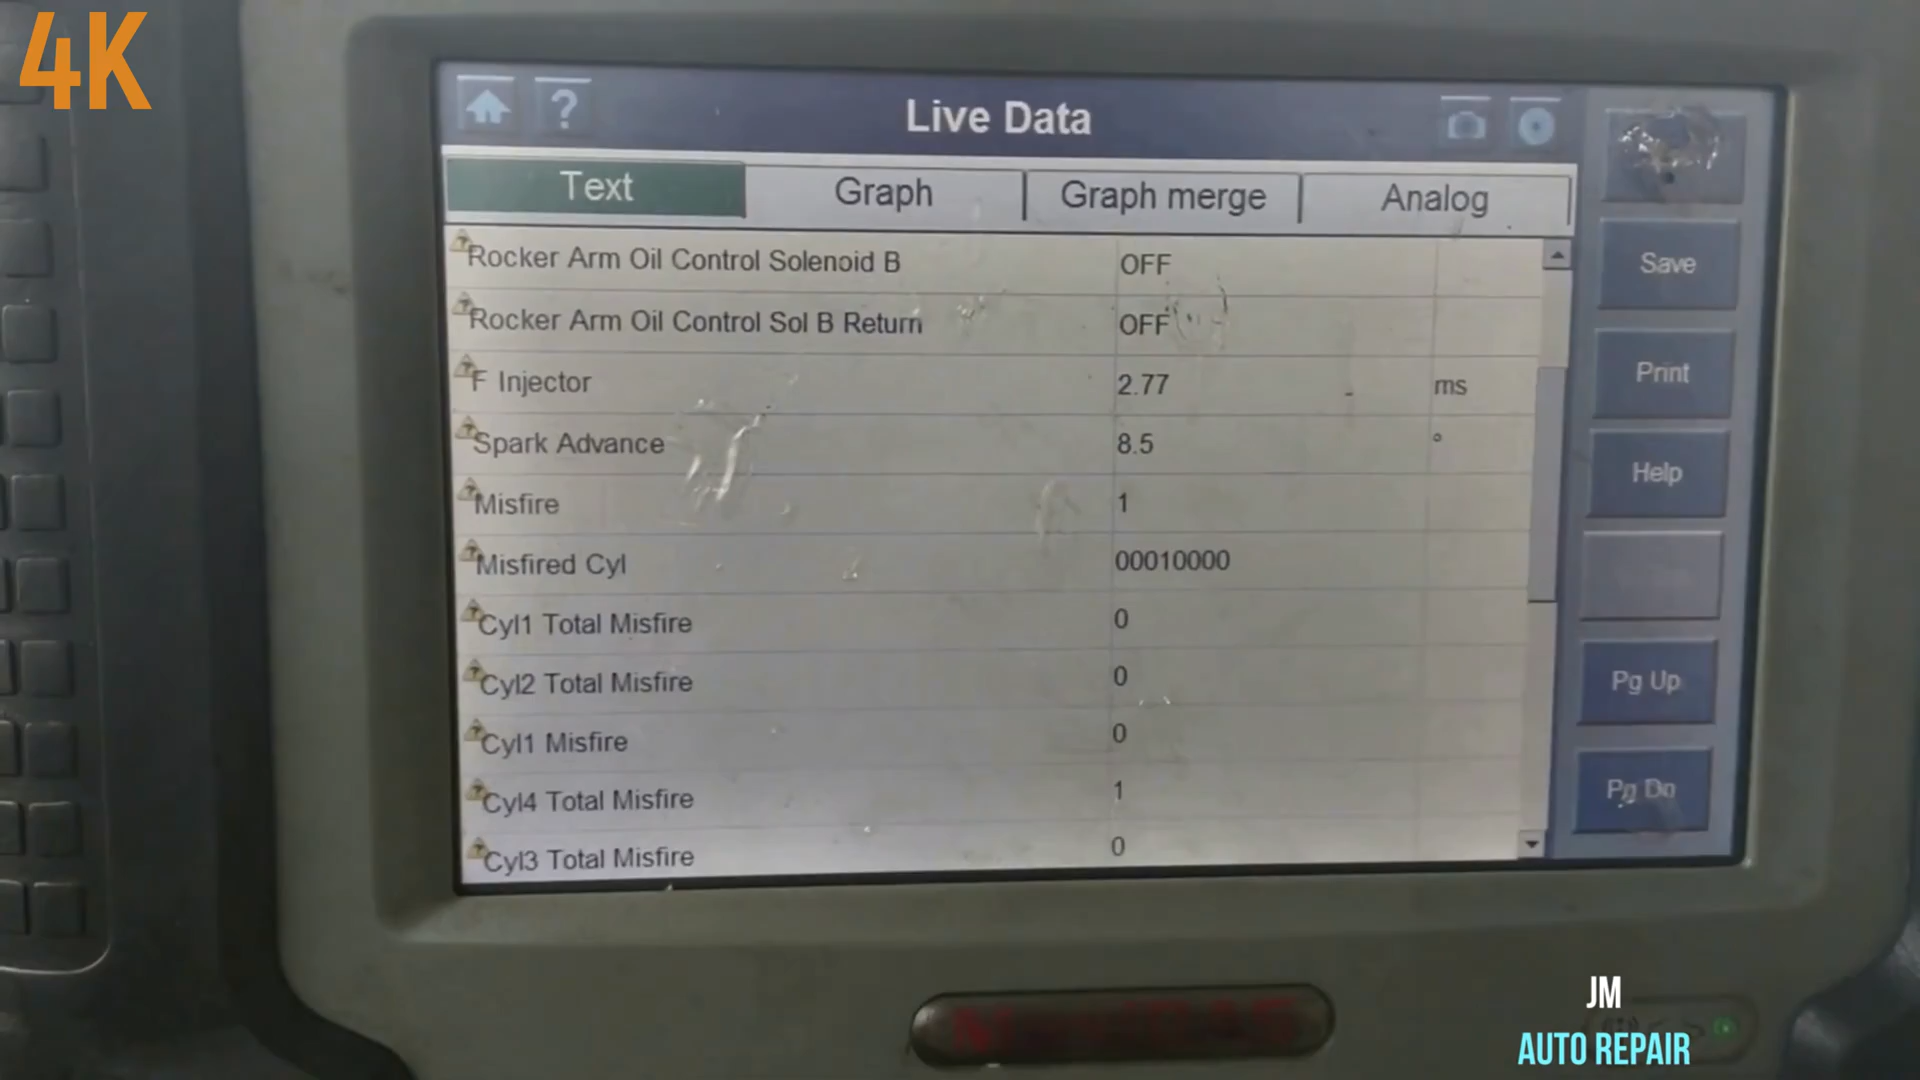 4K
? Live Data
Text Graph Graph merge Analog
Rocker Arm Oil Control Solenoid B OFF
Save
Rocker Arm Oil Control Sol B Return OFF
Print
F Injector 2.77 ms
Spark Advance 8.5 °
Help
Misfire 1
Misfired Cyl 00010000
Cyl1 Total Misfire 0
Cyl2 Total Misfire 0
Pg Up
Cyl1 Misfire 0
Cyl4 Total Misfire 1
Pg Dn
Cyl3 Total Misfire 0
JM
AUTO REPAIR